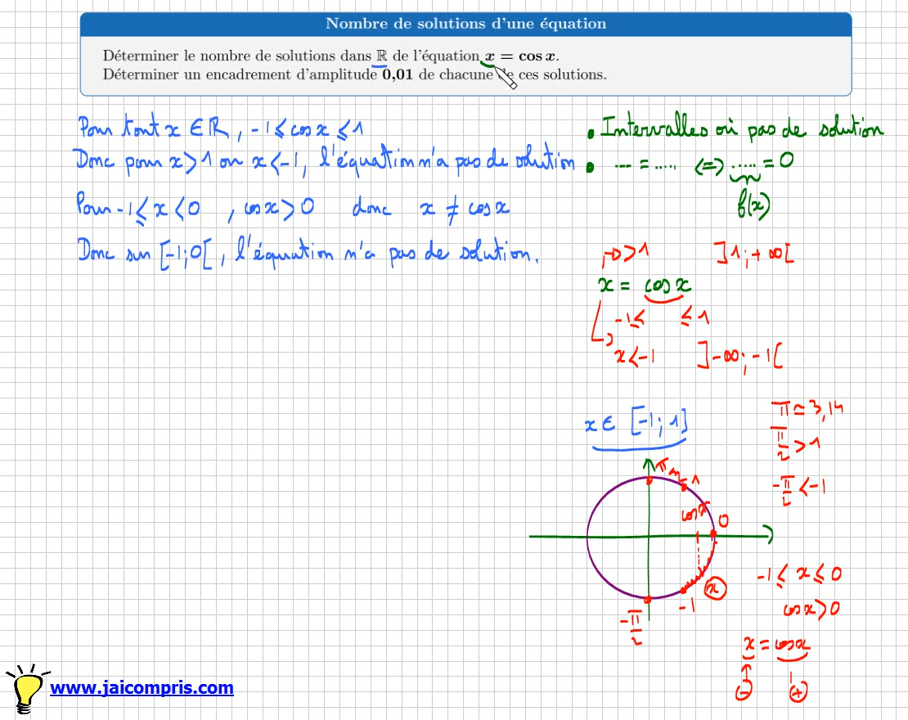 Nombre de solutions d'une équation
Déterminer le nombre de solutions dans ℝ de l'équation x = cos x.
Déterminer un encadrement d'amplitude 0,01 de chacune de ces solutions.
Pour tout x ∈ ℝ, -1 ≤ cos x ≤ 1
Donc pour x > 1 ou x < -1, l'équation n'a pas de solution
Pour -1 ≤ x < 0 , cos x > 0 donc x ≠ cos x
Donc sur [-1; 0[, l'équation n'a pas de solution.
• Intervalles où pas de solution
• ... = ..... <=> ..... = 0
f(x)
> 1 ]1; +∞[
x = cos x
-1 ≤ ≤ 1
x < -1 ]-∞; -1[
x ∈ [-1; 1]
π ≃ 3,14
π/2 > 1
-π/2 < -1
π/2
1
cos x
0
x
-1
-π/2
-1 ≤ x ≤ 0
cos x > 0
x = cos x
- +
www.jaicompris.com